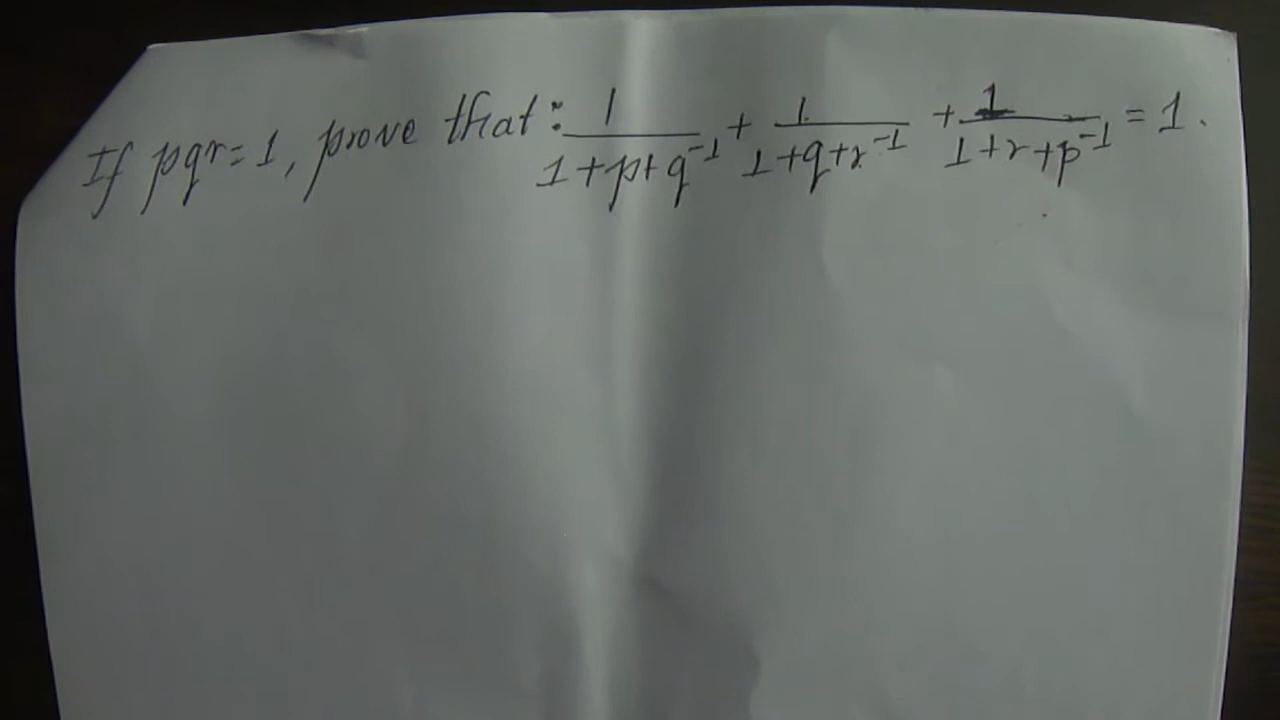 If pqr=1, prove that: 1/(1+p+q⁻¹) + 1/(1+q+r⁻¹) + 1/(1+r+p⁻¹) = 1.